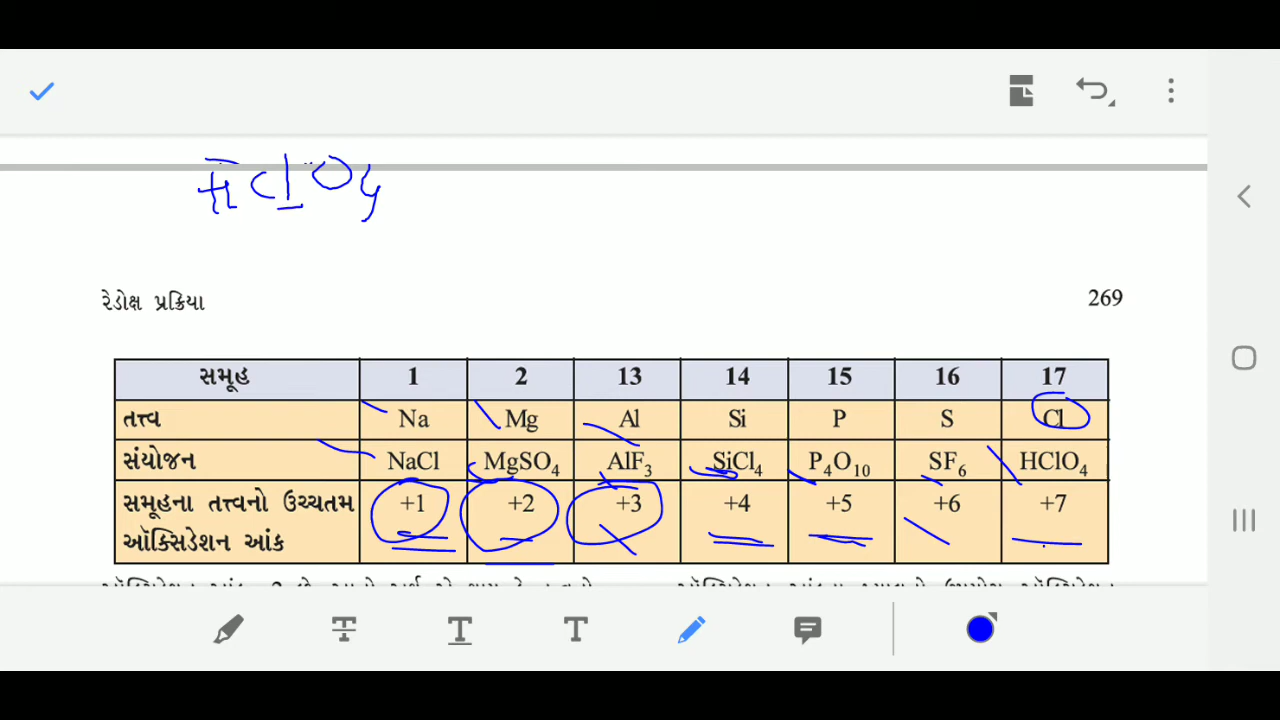 HClO4
રેડોક્ષ પ્રક્રિયા 269
સમૂહ 1 2 13 14 15 16 17
તત્ત્વ Na Mg Al Si P S Cl
સંયોજન NaCl MgSO₄ AlF₃ SiCl₄ P₄O₁₀ SF₆ HClO₄
સમૂહના તત્ત્વનો ઉચ્ચતમ
ઑક્સિડેશન આંક +1 +2 +3 +4 +5 +6 +7
T T T